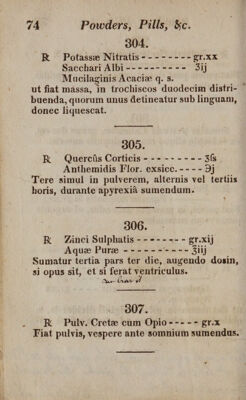 74 Powders, Pills, &c.
304.
℞ Potassæ Nitratis - - - - - - - - gr.xx
Sacchari Albi - - - - - - - - - - ʒij
Mucilaginis Acaciæ q. s.
ut fiat massa, in trochiscos duodecim distri-
buenda, quorum unus detineatur sub linguam,
donec liquescat.
305.
℞ Quercûs Corticis - - - - - - - - - ʒſs
Anthemidis Flor. exsicc. - - - - - ℈j
Tere simul in pulverem, alternis vel tertiis
horis, durante apyrexiâ sumendum.
306.
℞ Zinci Sulphatis - - - - - - - - gr.xij
Aquæ Puræ - - - - - - - - - - - ℥iij
Sumatur tertia pars ter die, augendo dosin,
si opus sit, et si ferat ventriculus.
307.
℞ Pulv. Cretæ cum Opio - - - - - gr.x
Fiat pulvis, vespere ante somnium sumendus.